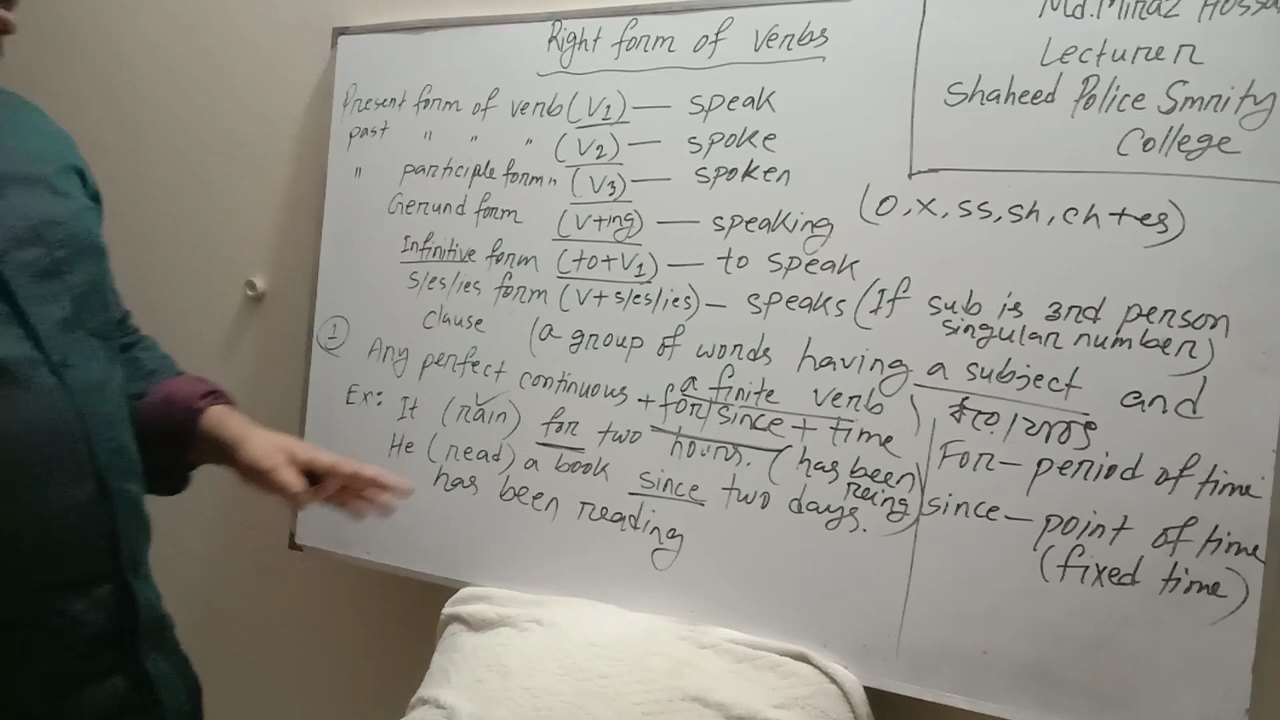 Right form of verbs
Present form of verb (V1) — speak
past " " " (V2) — spoke
" participle form " (V3) — spoken
Gerund form (V+ing) — speaking
Infinitive form (to+V1) — to speak
s/es/ies form (V+s/es/ies) — speaks (If sub is 3rd person
singular number)
clause (a group of words having a subject and
a finite verb)
① Any perfect continuous + for/since + time
Ex: It (rain) for two hours. (has been
He (read) a book since two days.
has been reading
Lecturer
Shaheed Police Smrity
College
(o, x, ss, sh, ch+es)
For — period of time
since — point of time
(fixed time)